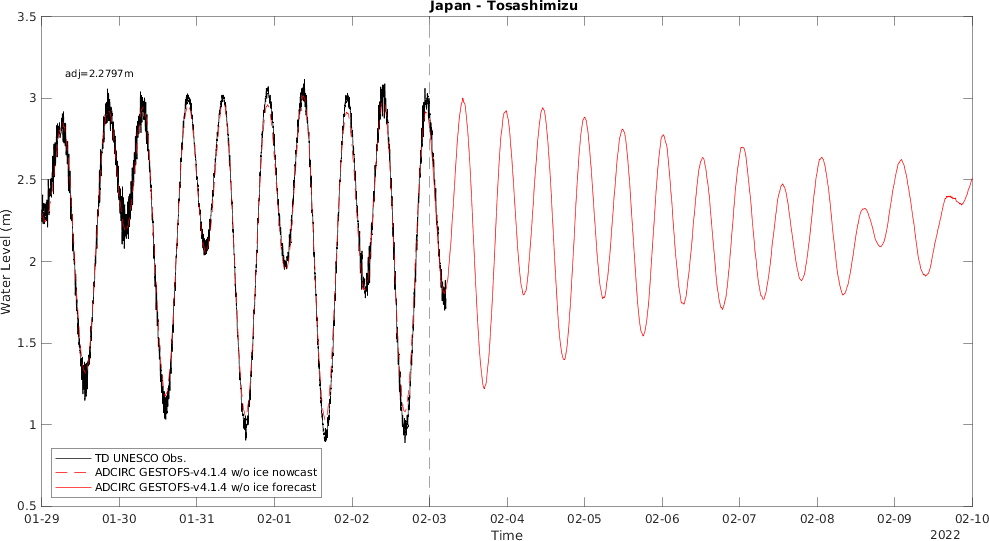 Japan - Tosashimizu
3.5
adj=2.2797m
3
2.5
2
1.5
1
0.5
Water Level (m)
TD UNESCO Obs.
ADCIRC GESTOFS-v4.1.4 w/o ice nowcast
ADCIRC GESTOFS-v4.1.4 w/o ice forecast
01-29 01-30 01-31 02-01 02-02 02-03 02-04 02-05 02-06 02-07 02-08 02-09 02-10
Time
2022